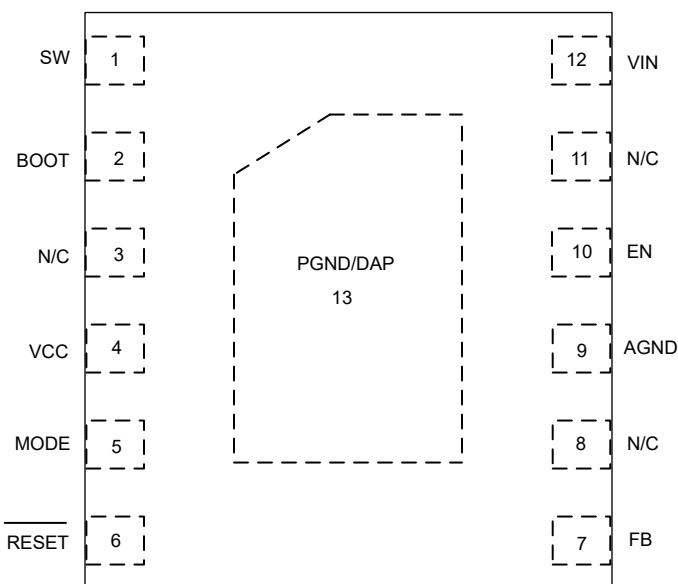 SW 1 12 VIN
BOOT 2 11 N/C
N/C 3 10 EN
PGND/DAP
13
VCC 4 9 AGND
MODE 5 8 N/C
RESET 6 7 FB